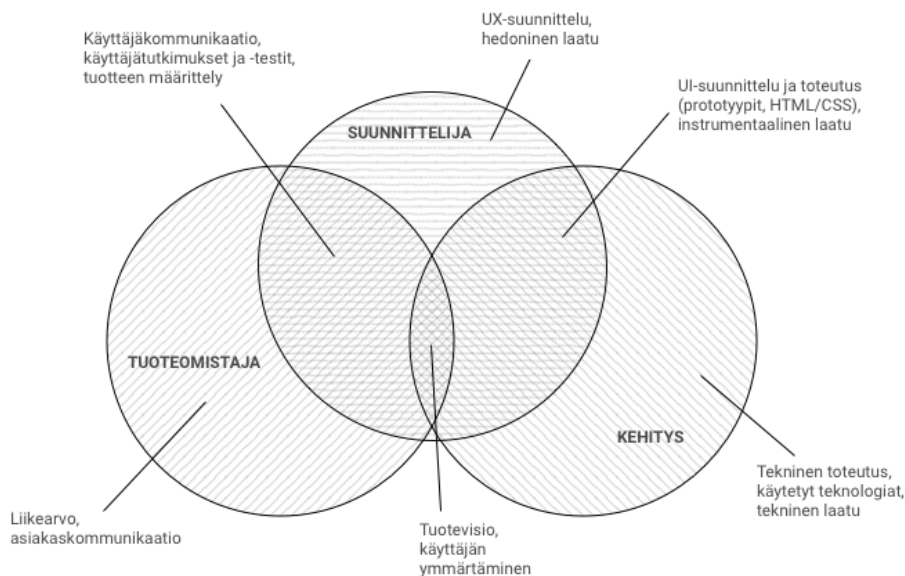 UX-suunnittelu,
hedoninen laatu
Käyttäjäkommunikaatio,
käyttäjätutkimukset ja -testit,
tuotteen määrittely
UI-suunnittelu ja toteutus
(prototyypit, HTML/CSS),
instrumentaalinen laatu
SUUNNITTELIJA
TUOTEOMISTAJA
KEHITYS
Tekninen toteutus,
käytetyt teknologiat,
tekninen laatu
Liikearvo,
asiakaskommunikaatio
Tuotevisio,
käyttäjän
ymmärtäminen